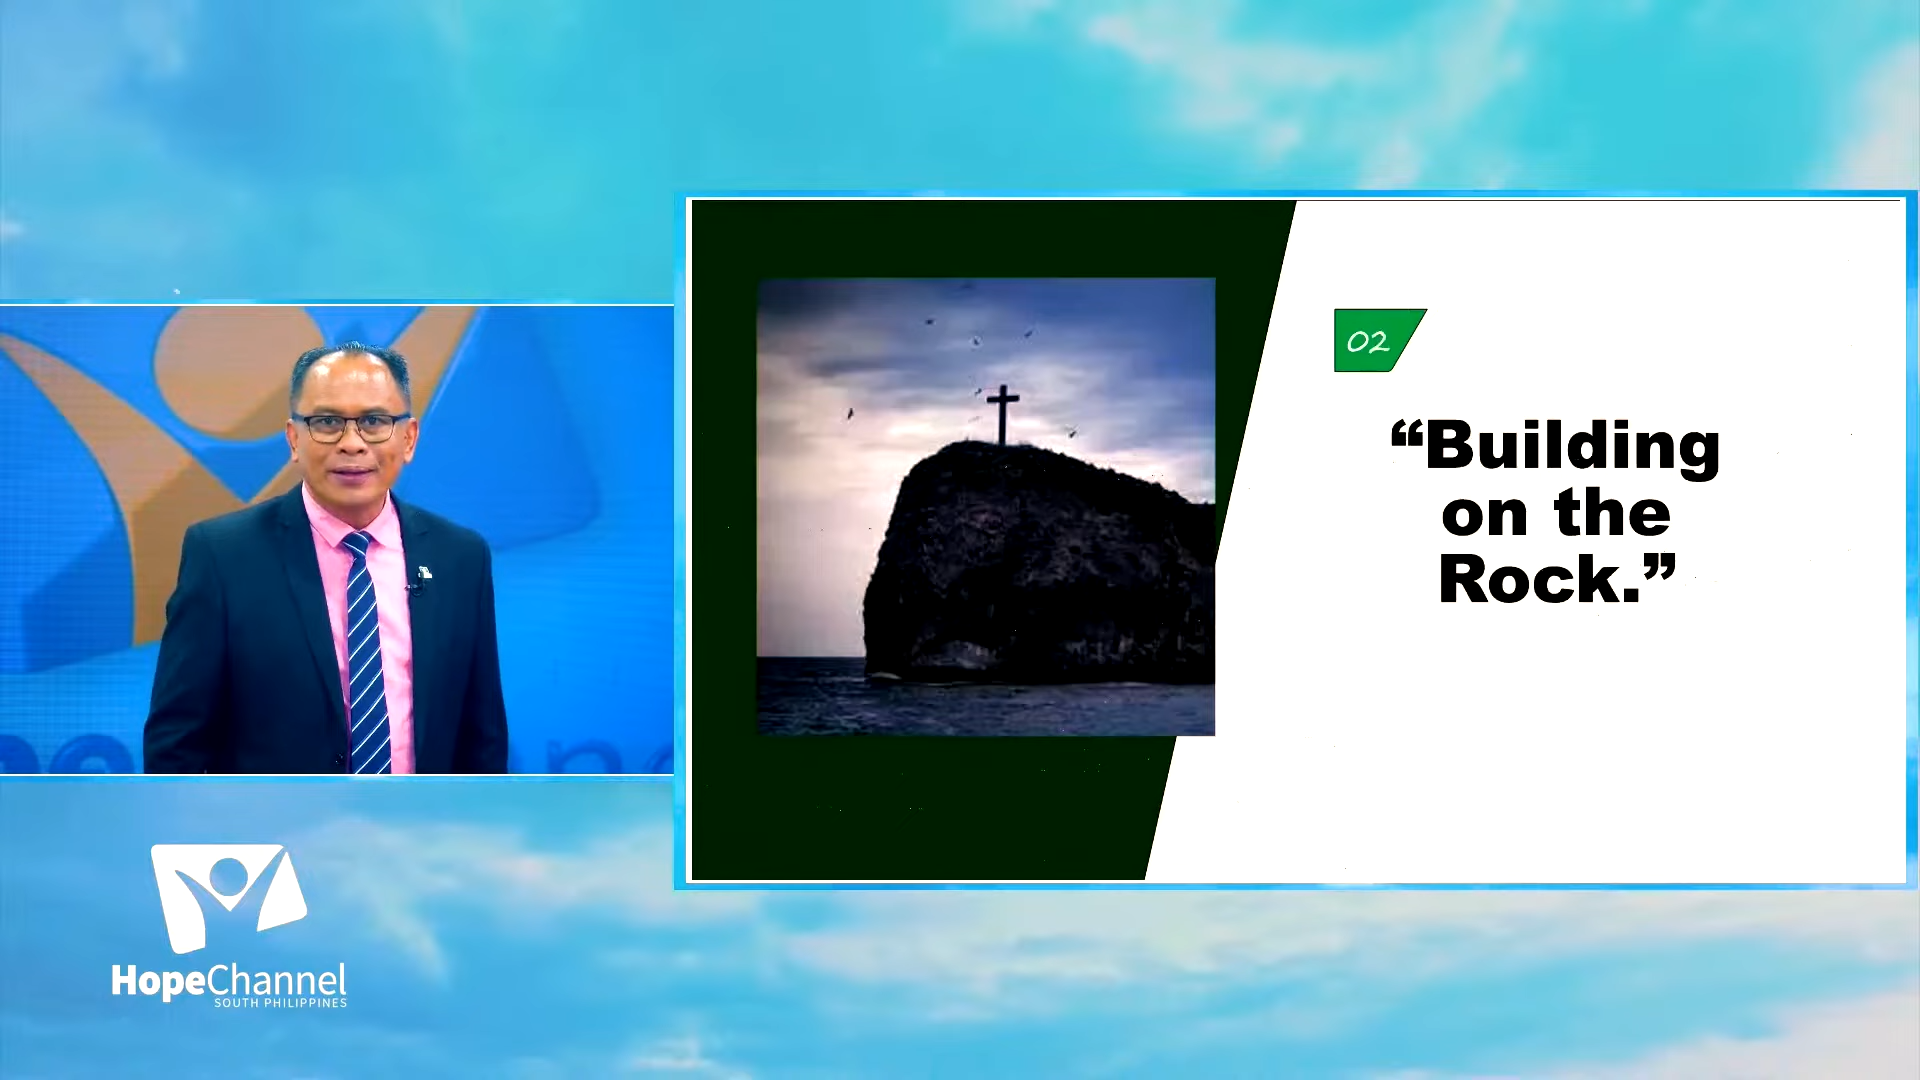 02
“Building
on the
Rock.”
HopeChannel
SOUTH PHILIPPINES